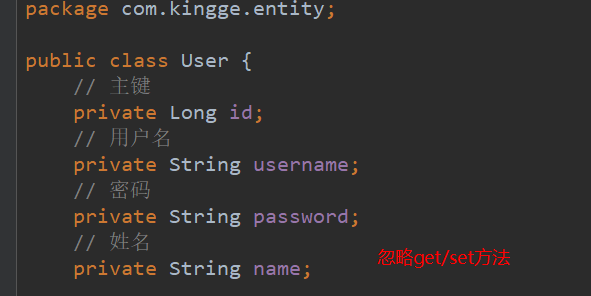 package com.kingge.entity;
public class User {
// 主键
private Long id;
// 用户名
private String username;
// 密码
private String password;
// 姓名
private String name;
忽略get/set方法